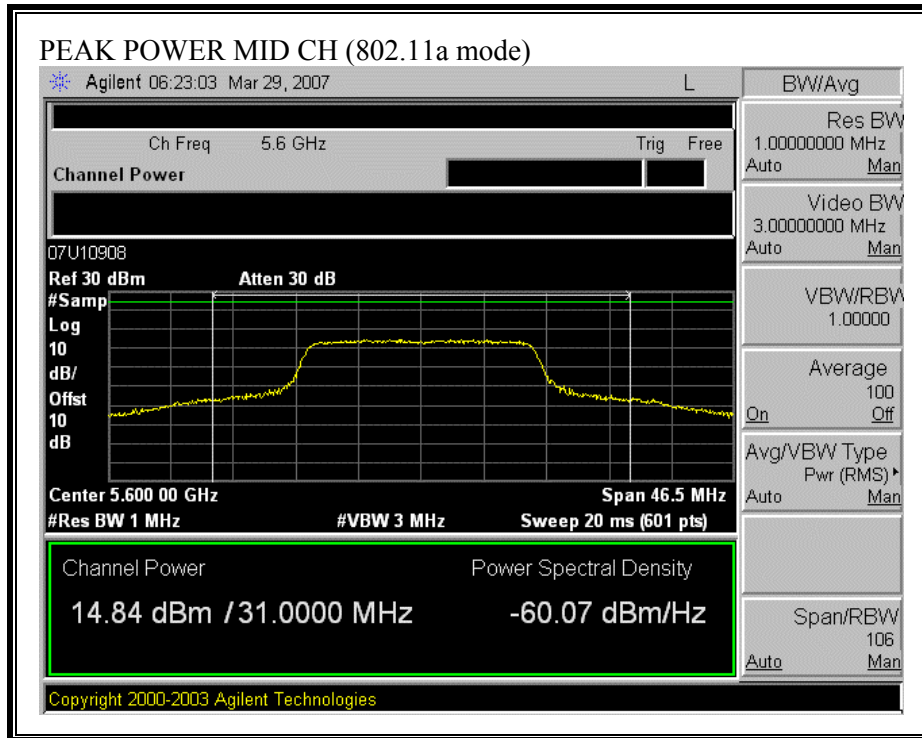 PEAK POWER MID CH (802.11a mode)
Agilent 06:23:03 Mar 29, 2007 L
Ch Freq 5.6 GHz Trig Free
Channel Power
07U10908
Ref 30 dBm Atten 30 dB
#Samp
Log
10
dB/
Offst
10
dB
Center 5.600 00 GHz Span 46.5 MHz
#Res BW 1 MHz #VBW 3 MHz Sweep 20 ms (601 pts)
Channel Power Power Spectral Density
14.84 dBm / 31.0000 MHz -60.07 dBm/Hz
Copyright 2000-2003 Agilent Technologies
BW/Avg
Res BW
1.00000000 MHz
Auto Man
Video BW
3.00000000 MHz
Auto Man
VBW/RBW
1.00000
Average
100
On Off
Avg/VBW Type
Pwr (RMS)
Auto Man
Span/RBW
106
Auto Man